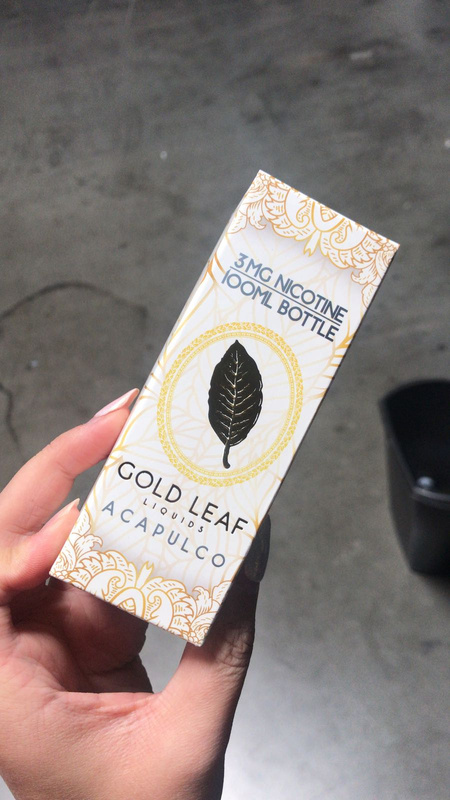 3MG NICOTINE
100ML BOTTLE
GOLD LEAF
LIQUIDS
ACAPULCO